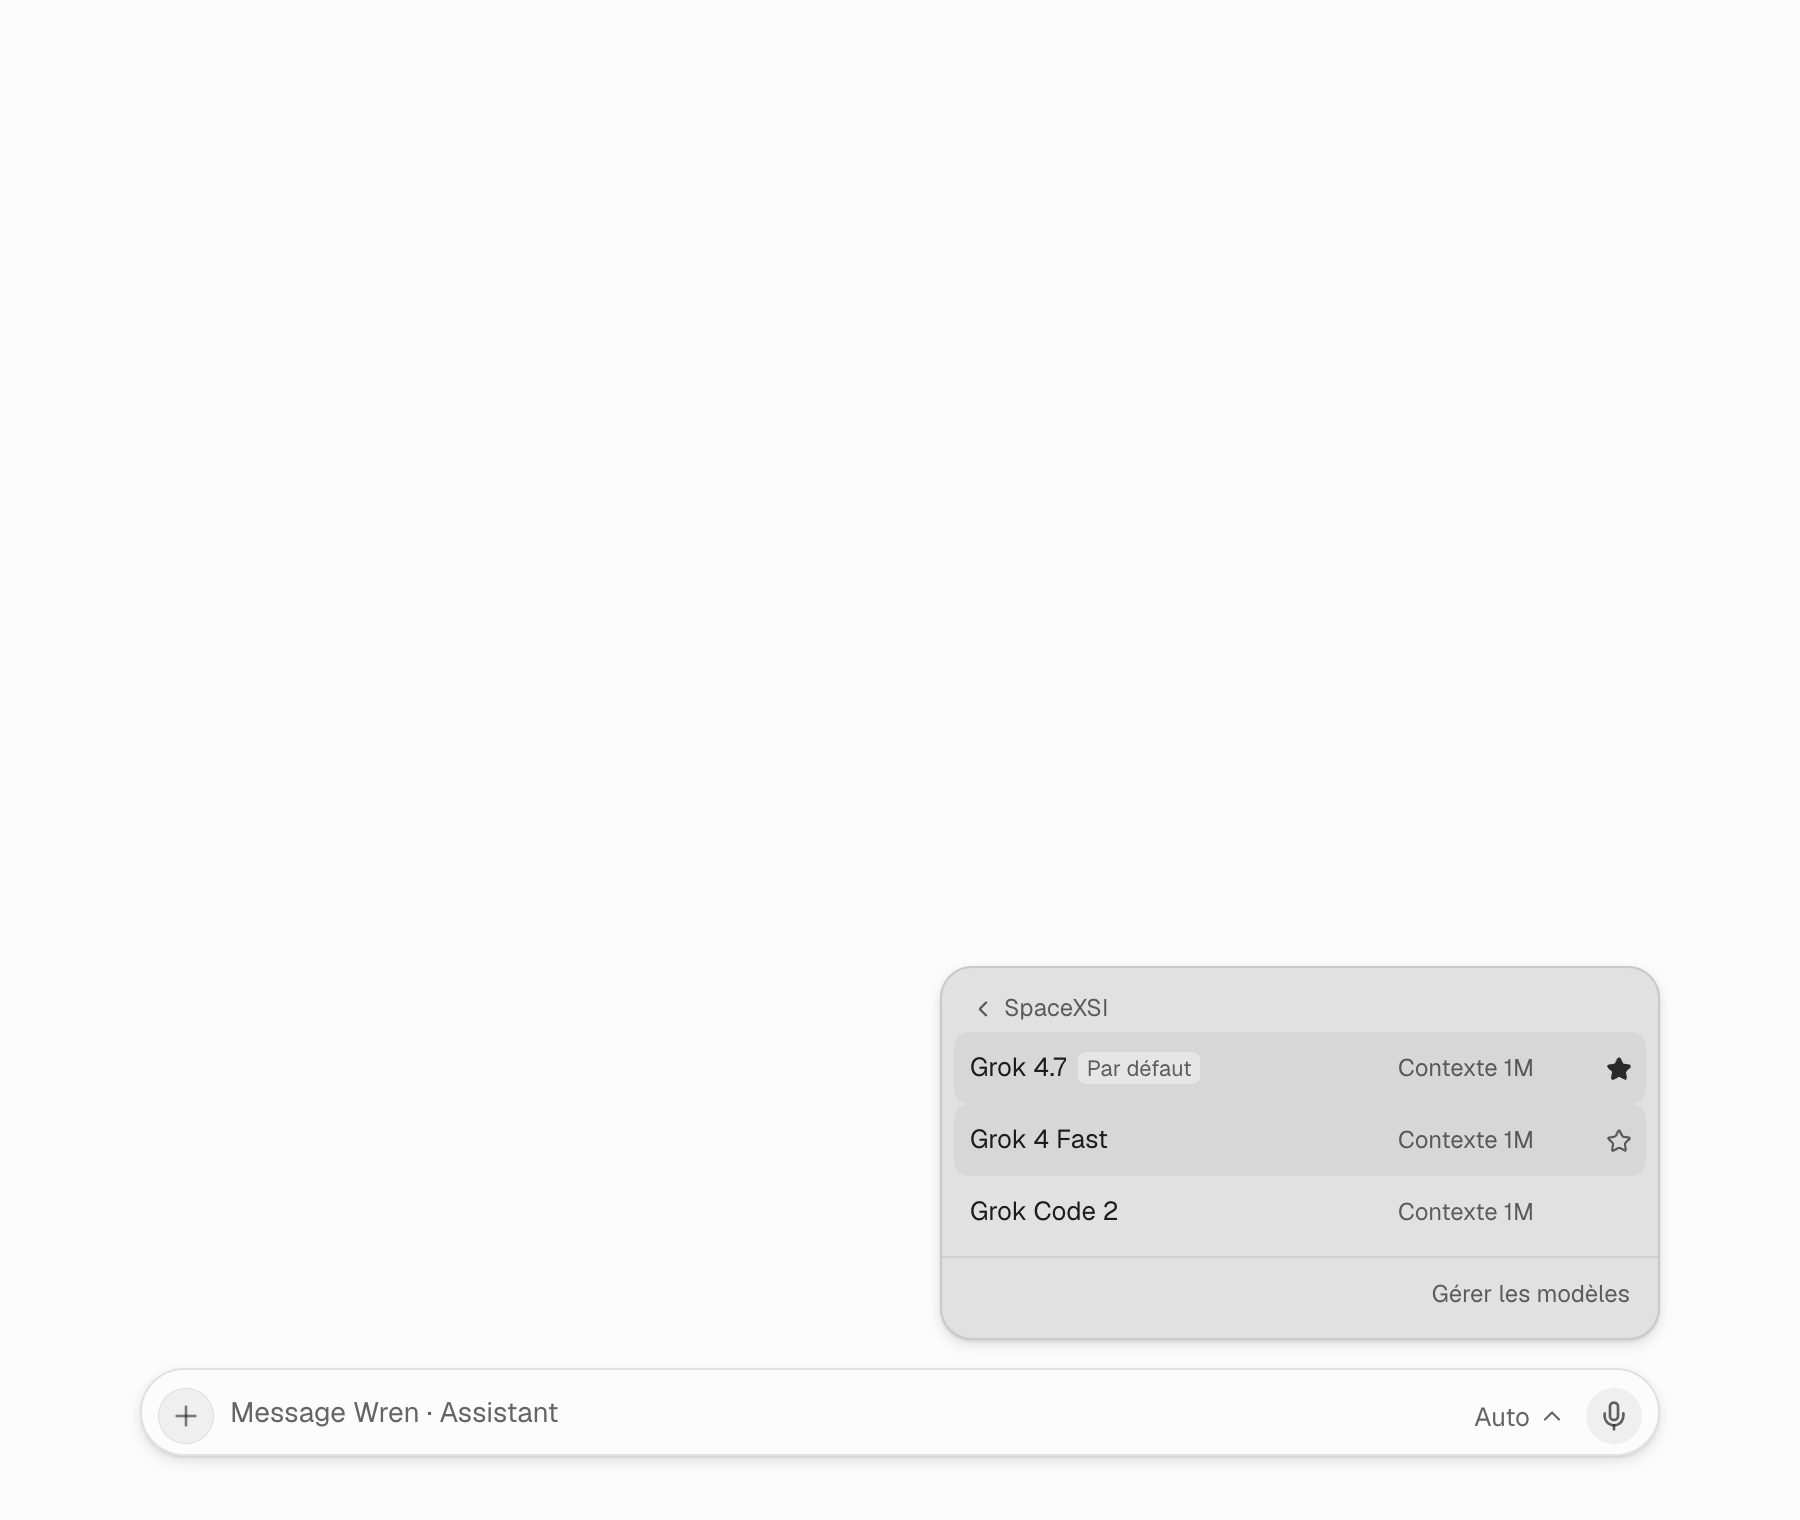 SpaceXSI
Grok 4.7 Par défaut Contexte 1M
Grok 4 Fast Contexte 1M
Grok Code 2 Contexte 1M
Gérer les modèles
Message Wren · Assistant Auto